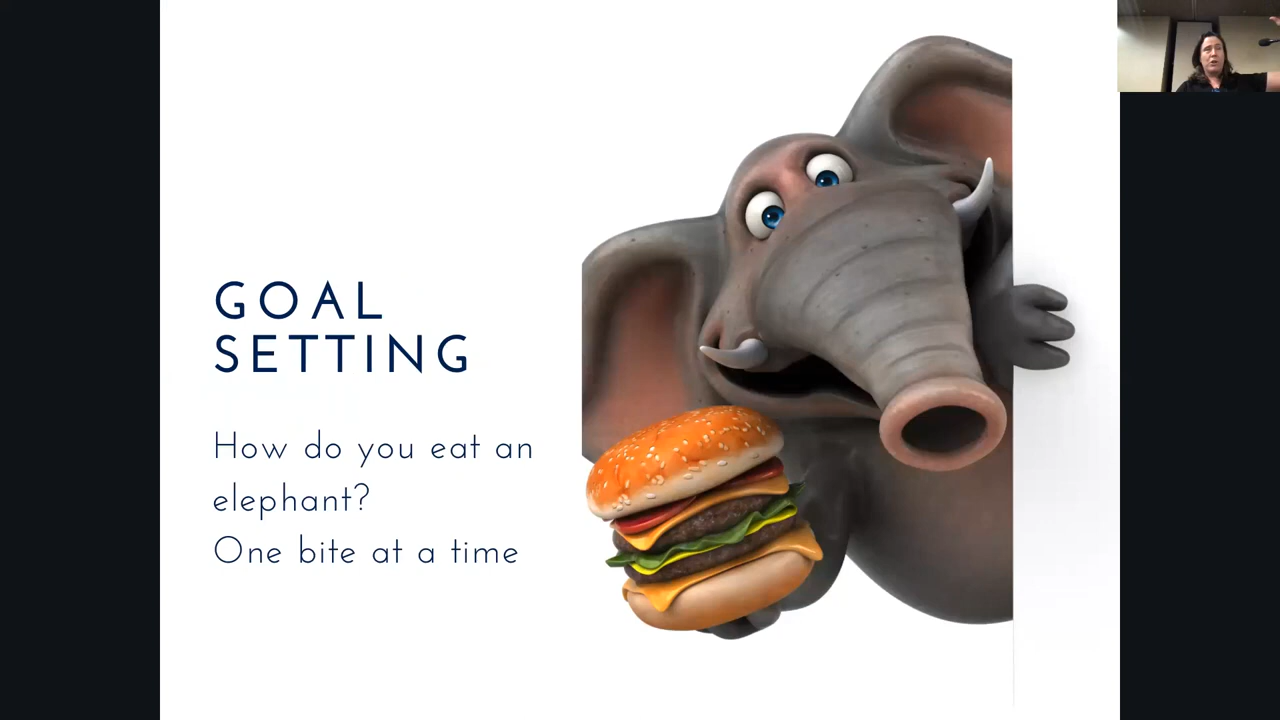 GOAL
SETTING
How do you eat an
elephant?
One bite at a time